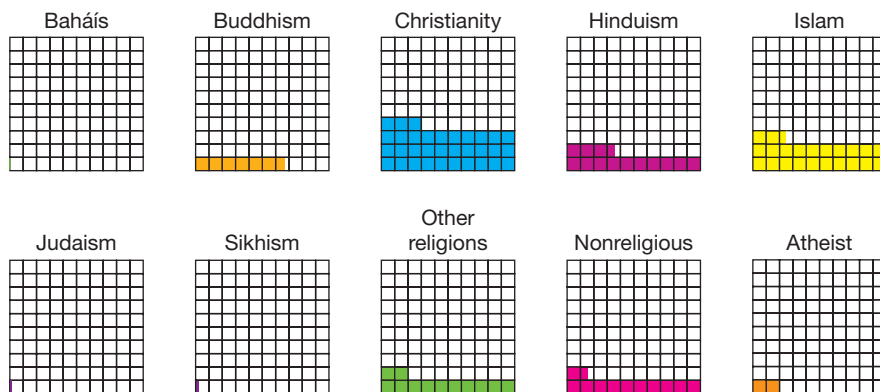 Baháís
Buddhism
Christianity
Hinduism
Islam
Judaism
Sikhism
Other
religions
Nonreligious
Atheist